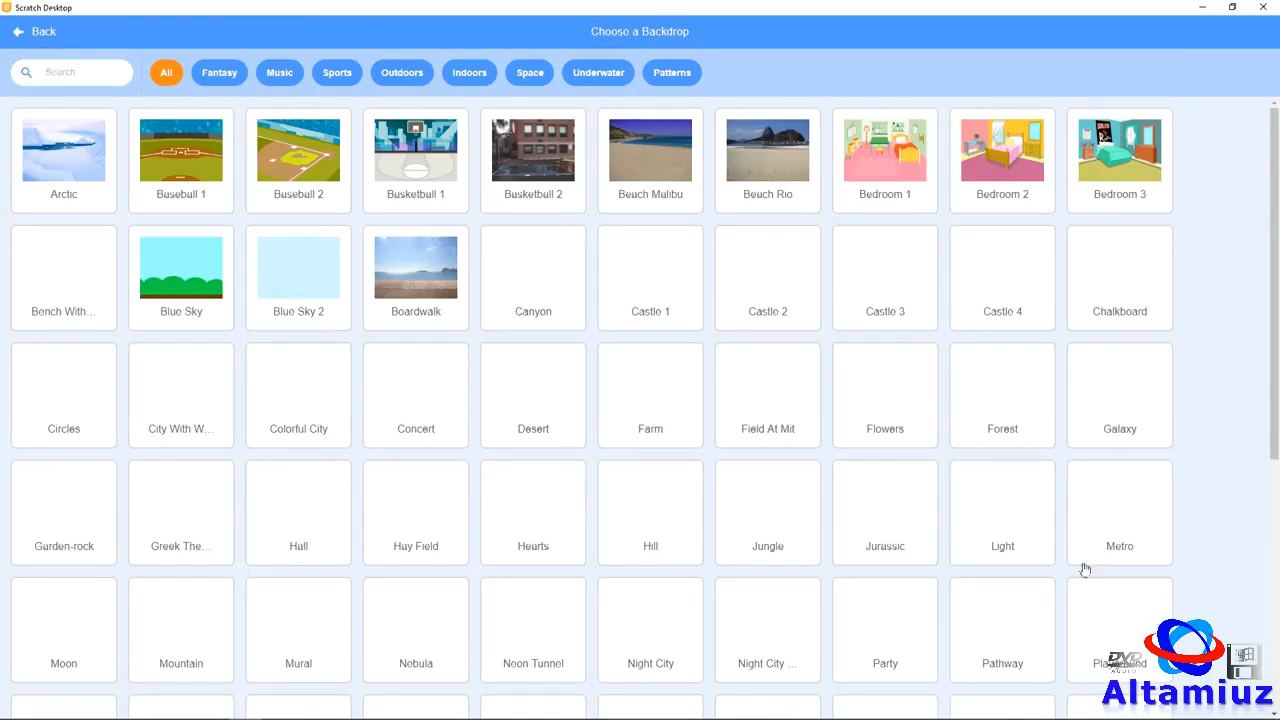 Scratch Desktop
Back
Choose a Backdrop
Search
All Fantasy Music Sports Outdoors Indoors Space Underwater Patterns
Arctic Baseball 1 Baseball 2 Basketball 1 Basketball 2 Beach Malibu Beach Rio Bedroom 1 Bedroom 2 Bedroom 3
Bench With... Blue Sky Blue Sky 2 Boardwalk Canyon Castle 1 Castle 2 Castle 3 Castle 4 Chalkboard
Circles City With W... Colorful City Concert Desert Farm Field At Mit Flowers Forest Galaxy
Garden-rock Greek The... Hall Hay Field Hearts Hill Jungle Jurassic Light Metro
Moon Mountain Mural Nebula Neon Tunnel Night City Night City ... Party Pathway
DVD
Altamiuz